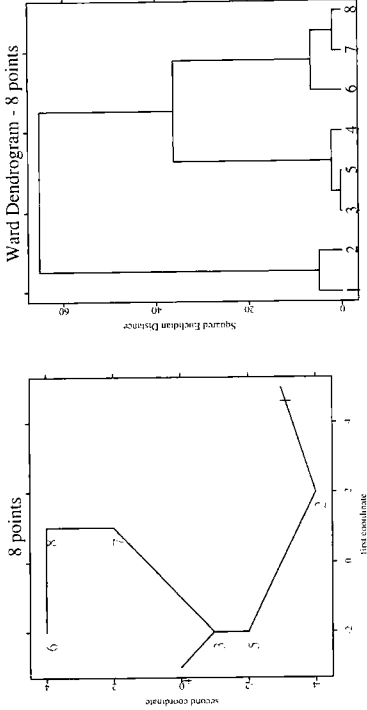 Ward Dendrogram - 8 points
Squared Euclidian Distance
60
40
20
0
1 2 3 5 4 6 7 8
8 points
second coordinate
4
2
0
-2
-4
6
8
7
3
5
2
1
4
-2 0 2 4
first coordinate